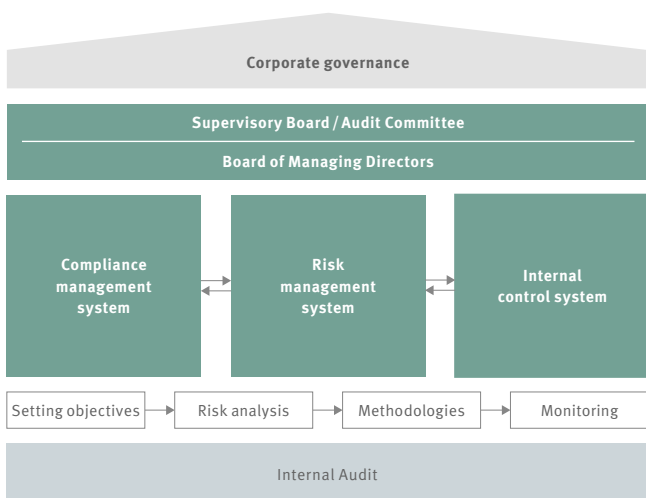 Corporate governance
Supervisory Board / Audit Committee
Board of Managing Directors
Compliance
management
system
Risk
management
system
Internal
control system
Setting objectives
Risk analysis
Methodologies
Monitoring
Internal Audit